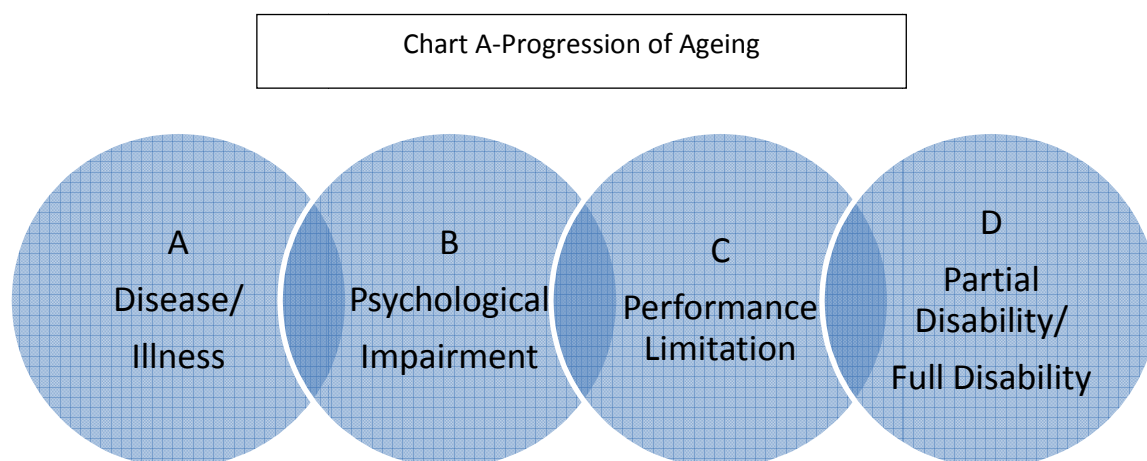 Chart A-Progression of Ageing
A
Disease/
Illness
B
Psychological
Impairment
C
Performance
Limitation
D
Partial
Disability/
Full Disability